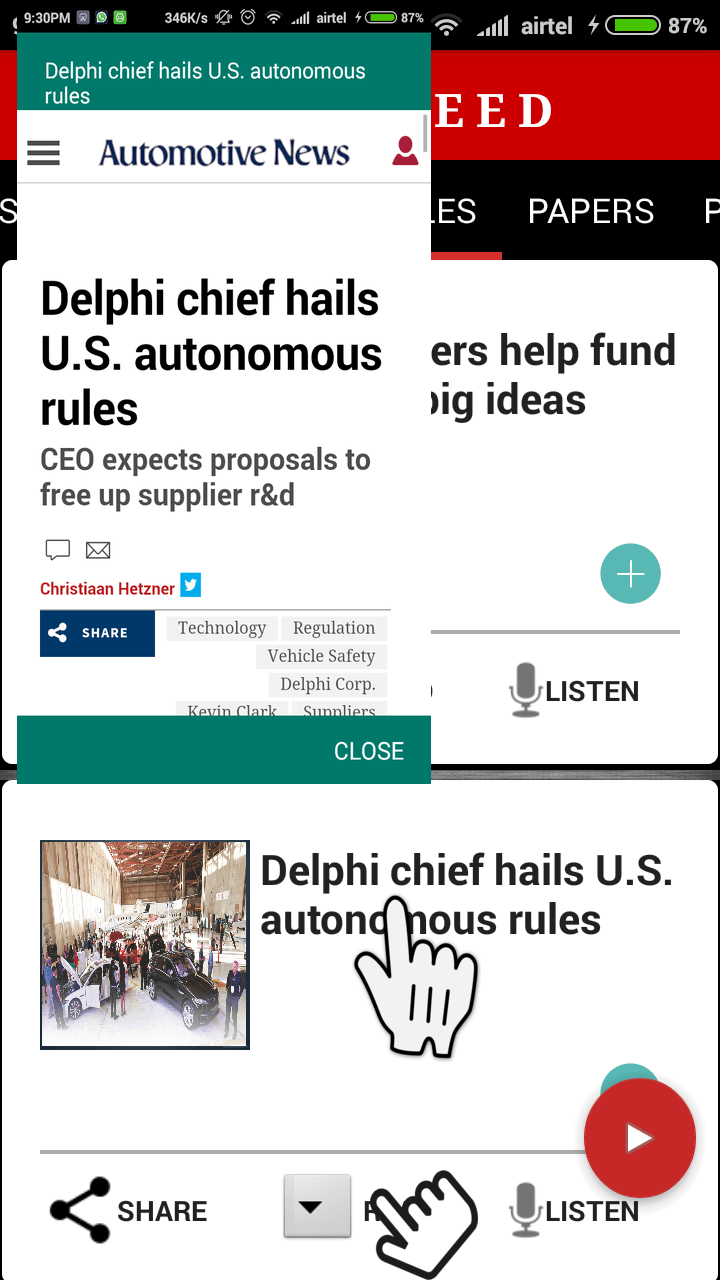 9:30PM 346K/s airtel 87%
airtel 87%
Delphi chief hails U.S. autonomous
rules
EED
Automotive News
LES PAPERS P
Delphi chief hails
U.S. autonomous
rules
CEO expects proposals to
free up supplier r&d
ers help fund
big ideas
Christiaan Hetzner
SHARE
Technology Regulation
Vehicle Safety
Delphi Corp.
Kevin Clark Suppliers
LISTEN
CLOSE
Delphi chief hails U.S.
autonomous rules
SHARE
LISTEN